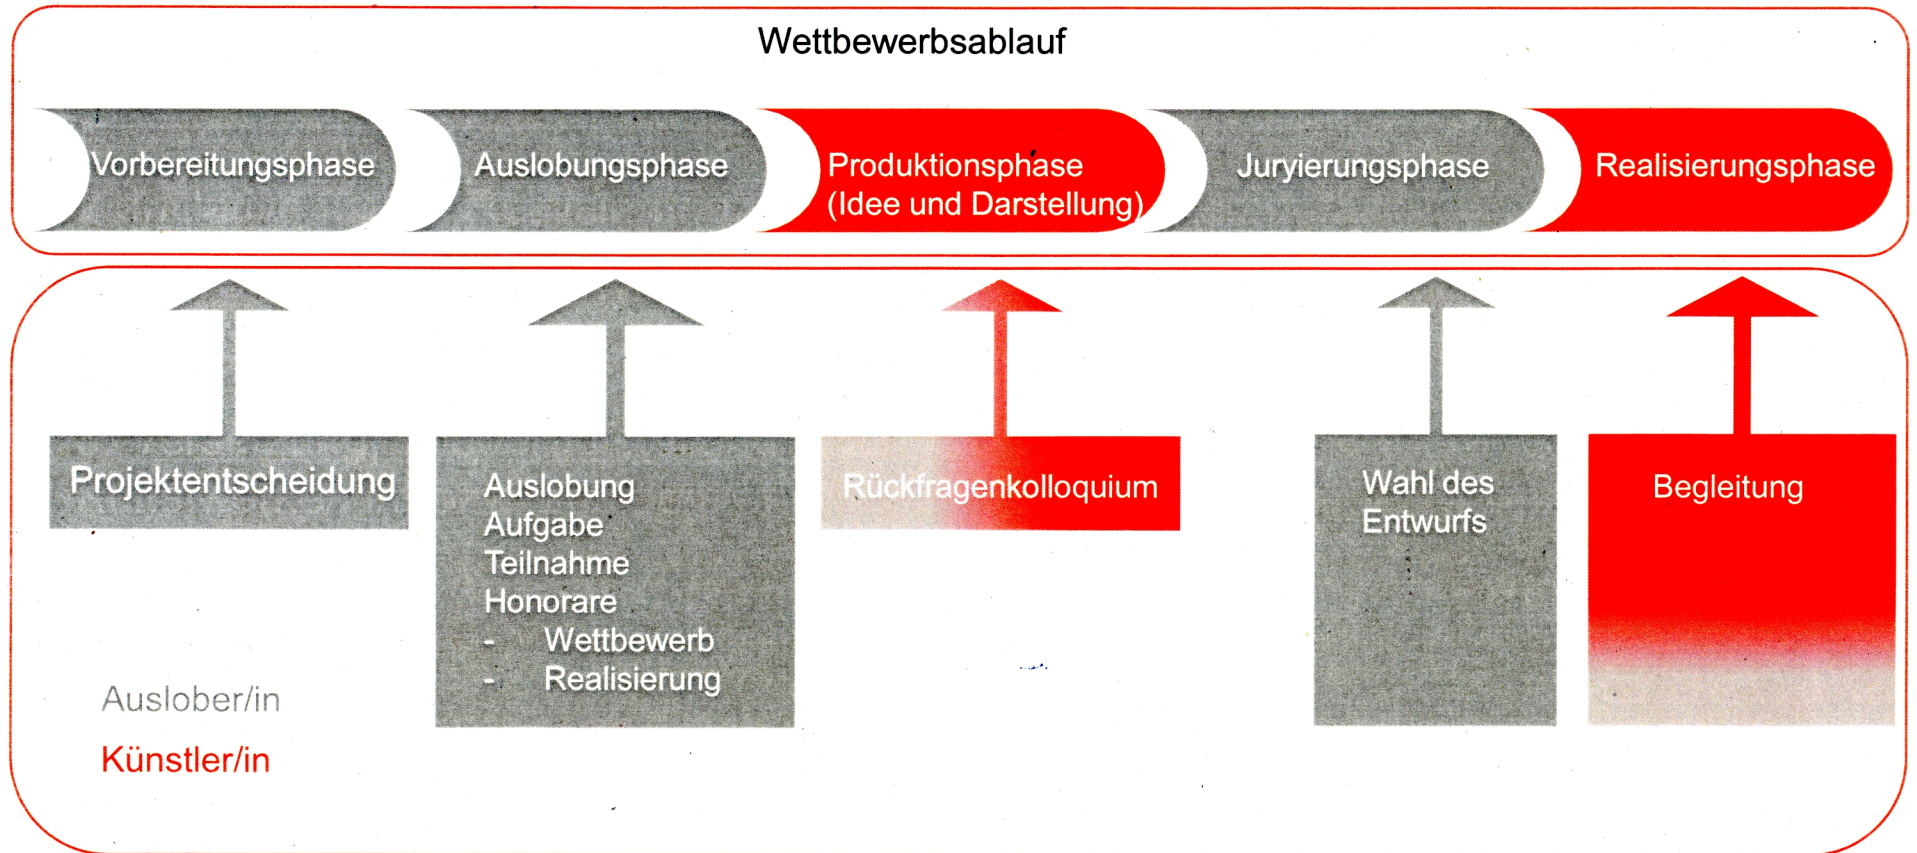 Wettbewerbsablauf
Vorbereitungsphase
Auslobungsphase
Produktionsphase
(Idee und Darstellung)
Juryierungsphase
Realisierungsphase
Projektentscheidung
Auslobung
Aufgabe
Teilnahme
Honorare
- Wettbewerb
- Realisierung
Rückfragenkolloquium
Wahl des
Entwurfs
Begleitung
Auslober/in
Künstler/in